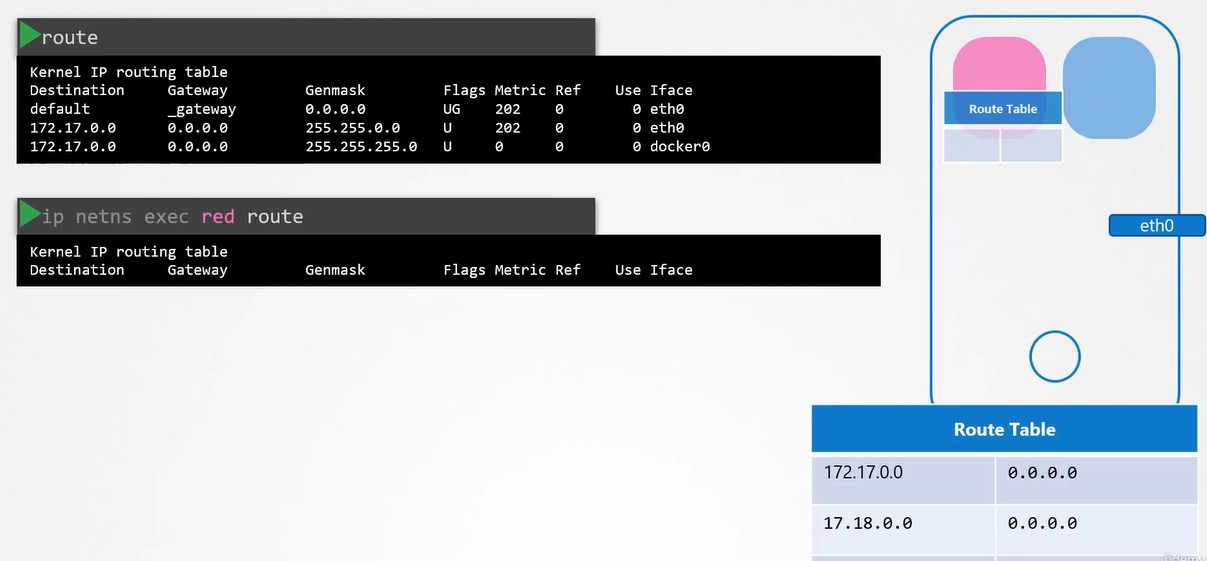 route
Kernel IP routing table
Destination Gateway Genmask Flags Metric Ref Use Iface
default _gateway 0.0.0.0 UG 202 0 0 eth0
172.17.0.0 0.0.0.0 255.255.0.0 U 202 0 0 eth0
172.17.0.0 0.0.0.0 255.255.255.0 U 0 0 0 docker0
ip netns exec red route
Kernel IP routing table
Destination Gateway Genmask Flags Metric Ref Use Iface
Route Table
eth0
Route Table
172.17.0.0 0.0.0.0
17.18.0.0 0.0.0.0